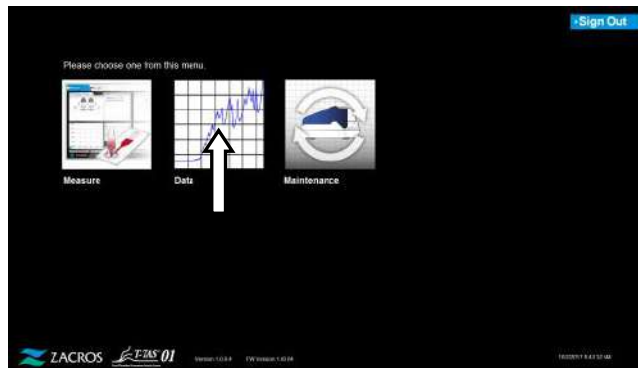 Sign Out
Please choose one from this menu.
Measure
Data
Maintenance
ZACROS T-TAS 01